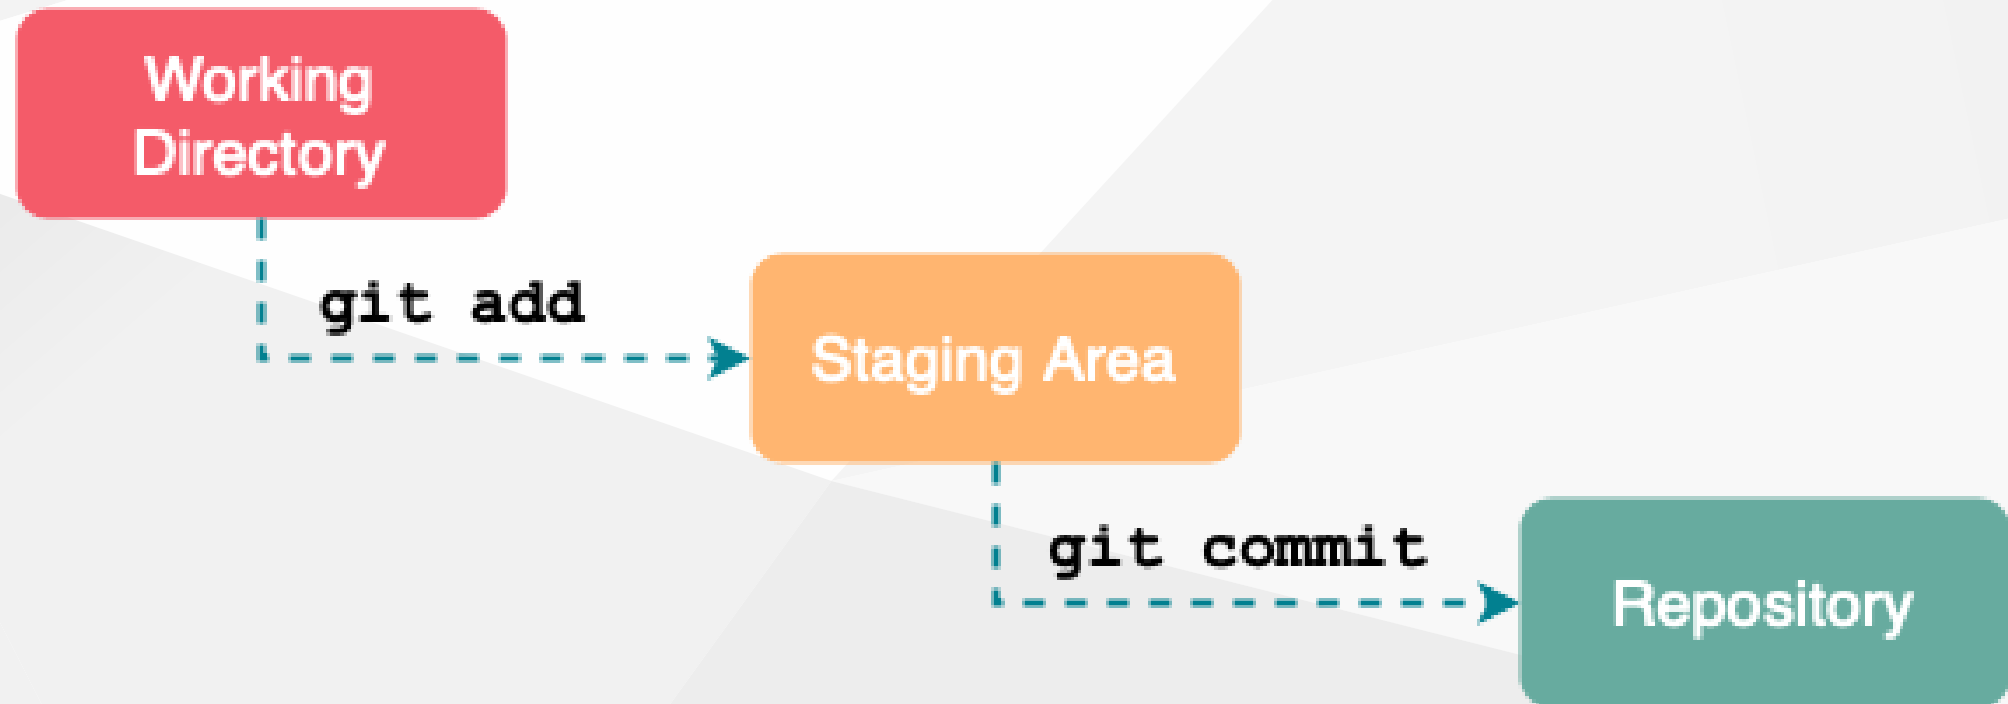 Working
Directory
git add
Staging Area
git commit
Repository